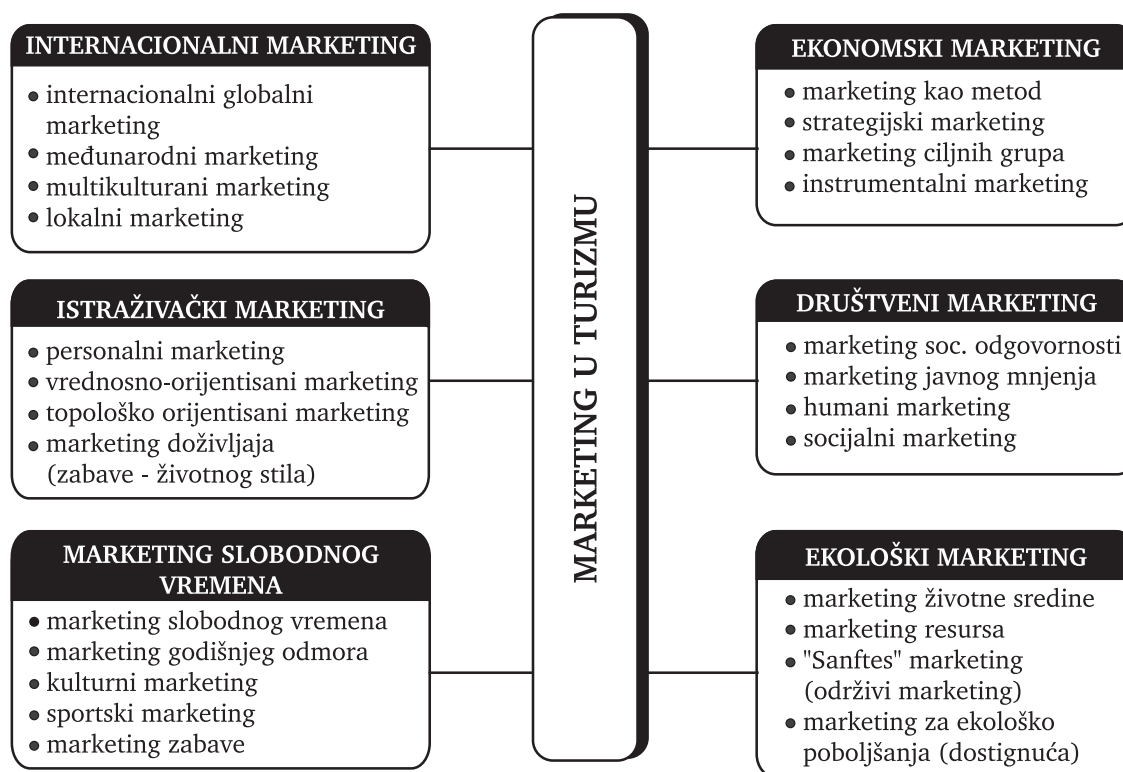 INTERNACIONALNI MARKETING
• internacionalni globalni
marketing
• međunarodni marketing
• multikulturani marketing
• lokalni marketing
ISTRAŽIVAČKI MARKETING
• personalni marketing
• vrednosno-orijentisani marketing
• topološko orijentisani marketing
• marketing doživljaja
(zabave - životnog stila)
MARKETING SLOBODNOG
VREMENA
• marketing slobodnog vremena
• marketing godišnjeg odmora
• kulturni marketing
• sportski marketing
• marketing zabave
MARKETING U TURIZMU
EKONOMSKI MARKETING
• marketing kao metod
• strategijski marketing
• marketing ciljnih grupa
• instrumentalni marketing
DRUŠTVENI MARKETING
• marketing soc. odgovornosti
• marketing javnog mnjenja
• humani marketing
• socijalni marketing
EKOLOŠKI MARKETING
• marketing životne sredine
• marketing resursa
• "Sanftes" marketing
(održivi marketing)
• marketing za ekološko
poboljšanja (dostignuća)